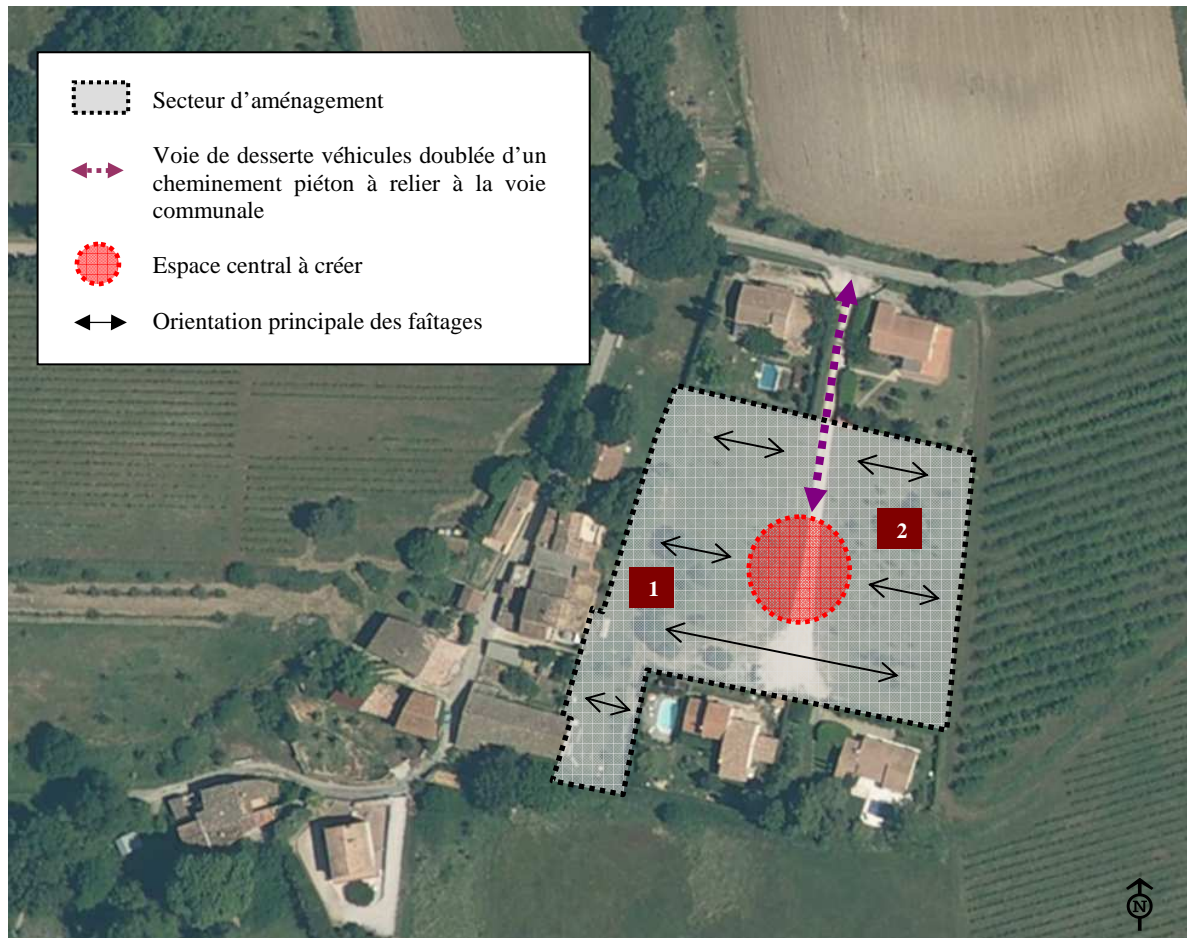 Secteur d'aménagement
Voie de desserte véhicules doublée d'un
cheminement piéton à relier à la voie
communale
Espace central à créer
Orientation principale des faîtages
2
1
N